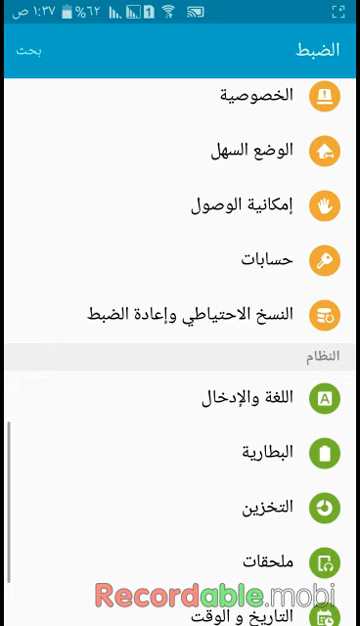 ١:٣٧ ص ٦٢% 1
الضبط
بحث
الخصوصية
الوضع السهل
إمكانية الوصول
حسابات
النسخ الاحتياطي وإعادة الضبط
النظام
اللغة والإدخال
البطارية
التخزين
ملحقات
Recordable.mobi
التاريخ و الوقت